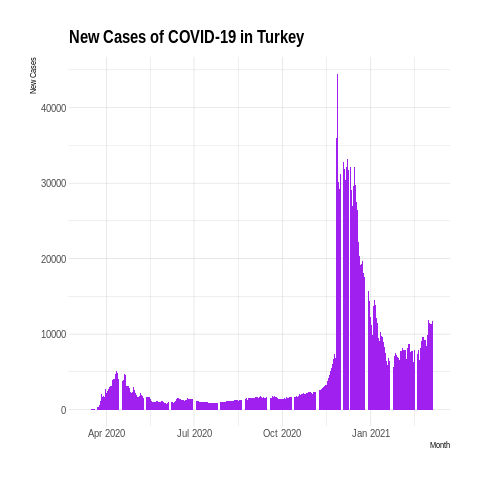 New Cases of COVID-19 in Turkey
New Cases
40000
30000
20000
10000
0
Apr 2020 Jul 2020 Oct 2020 Jan 2021
Month